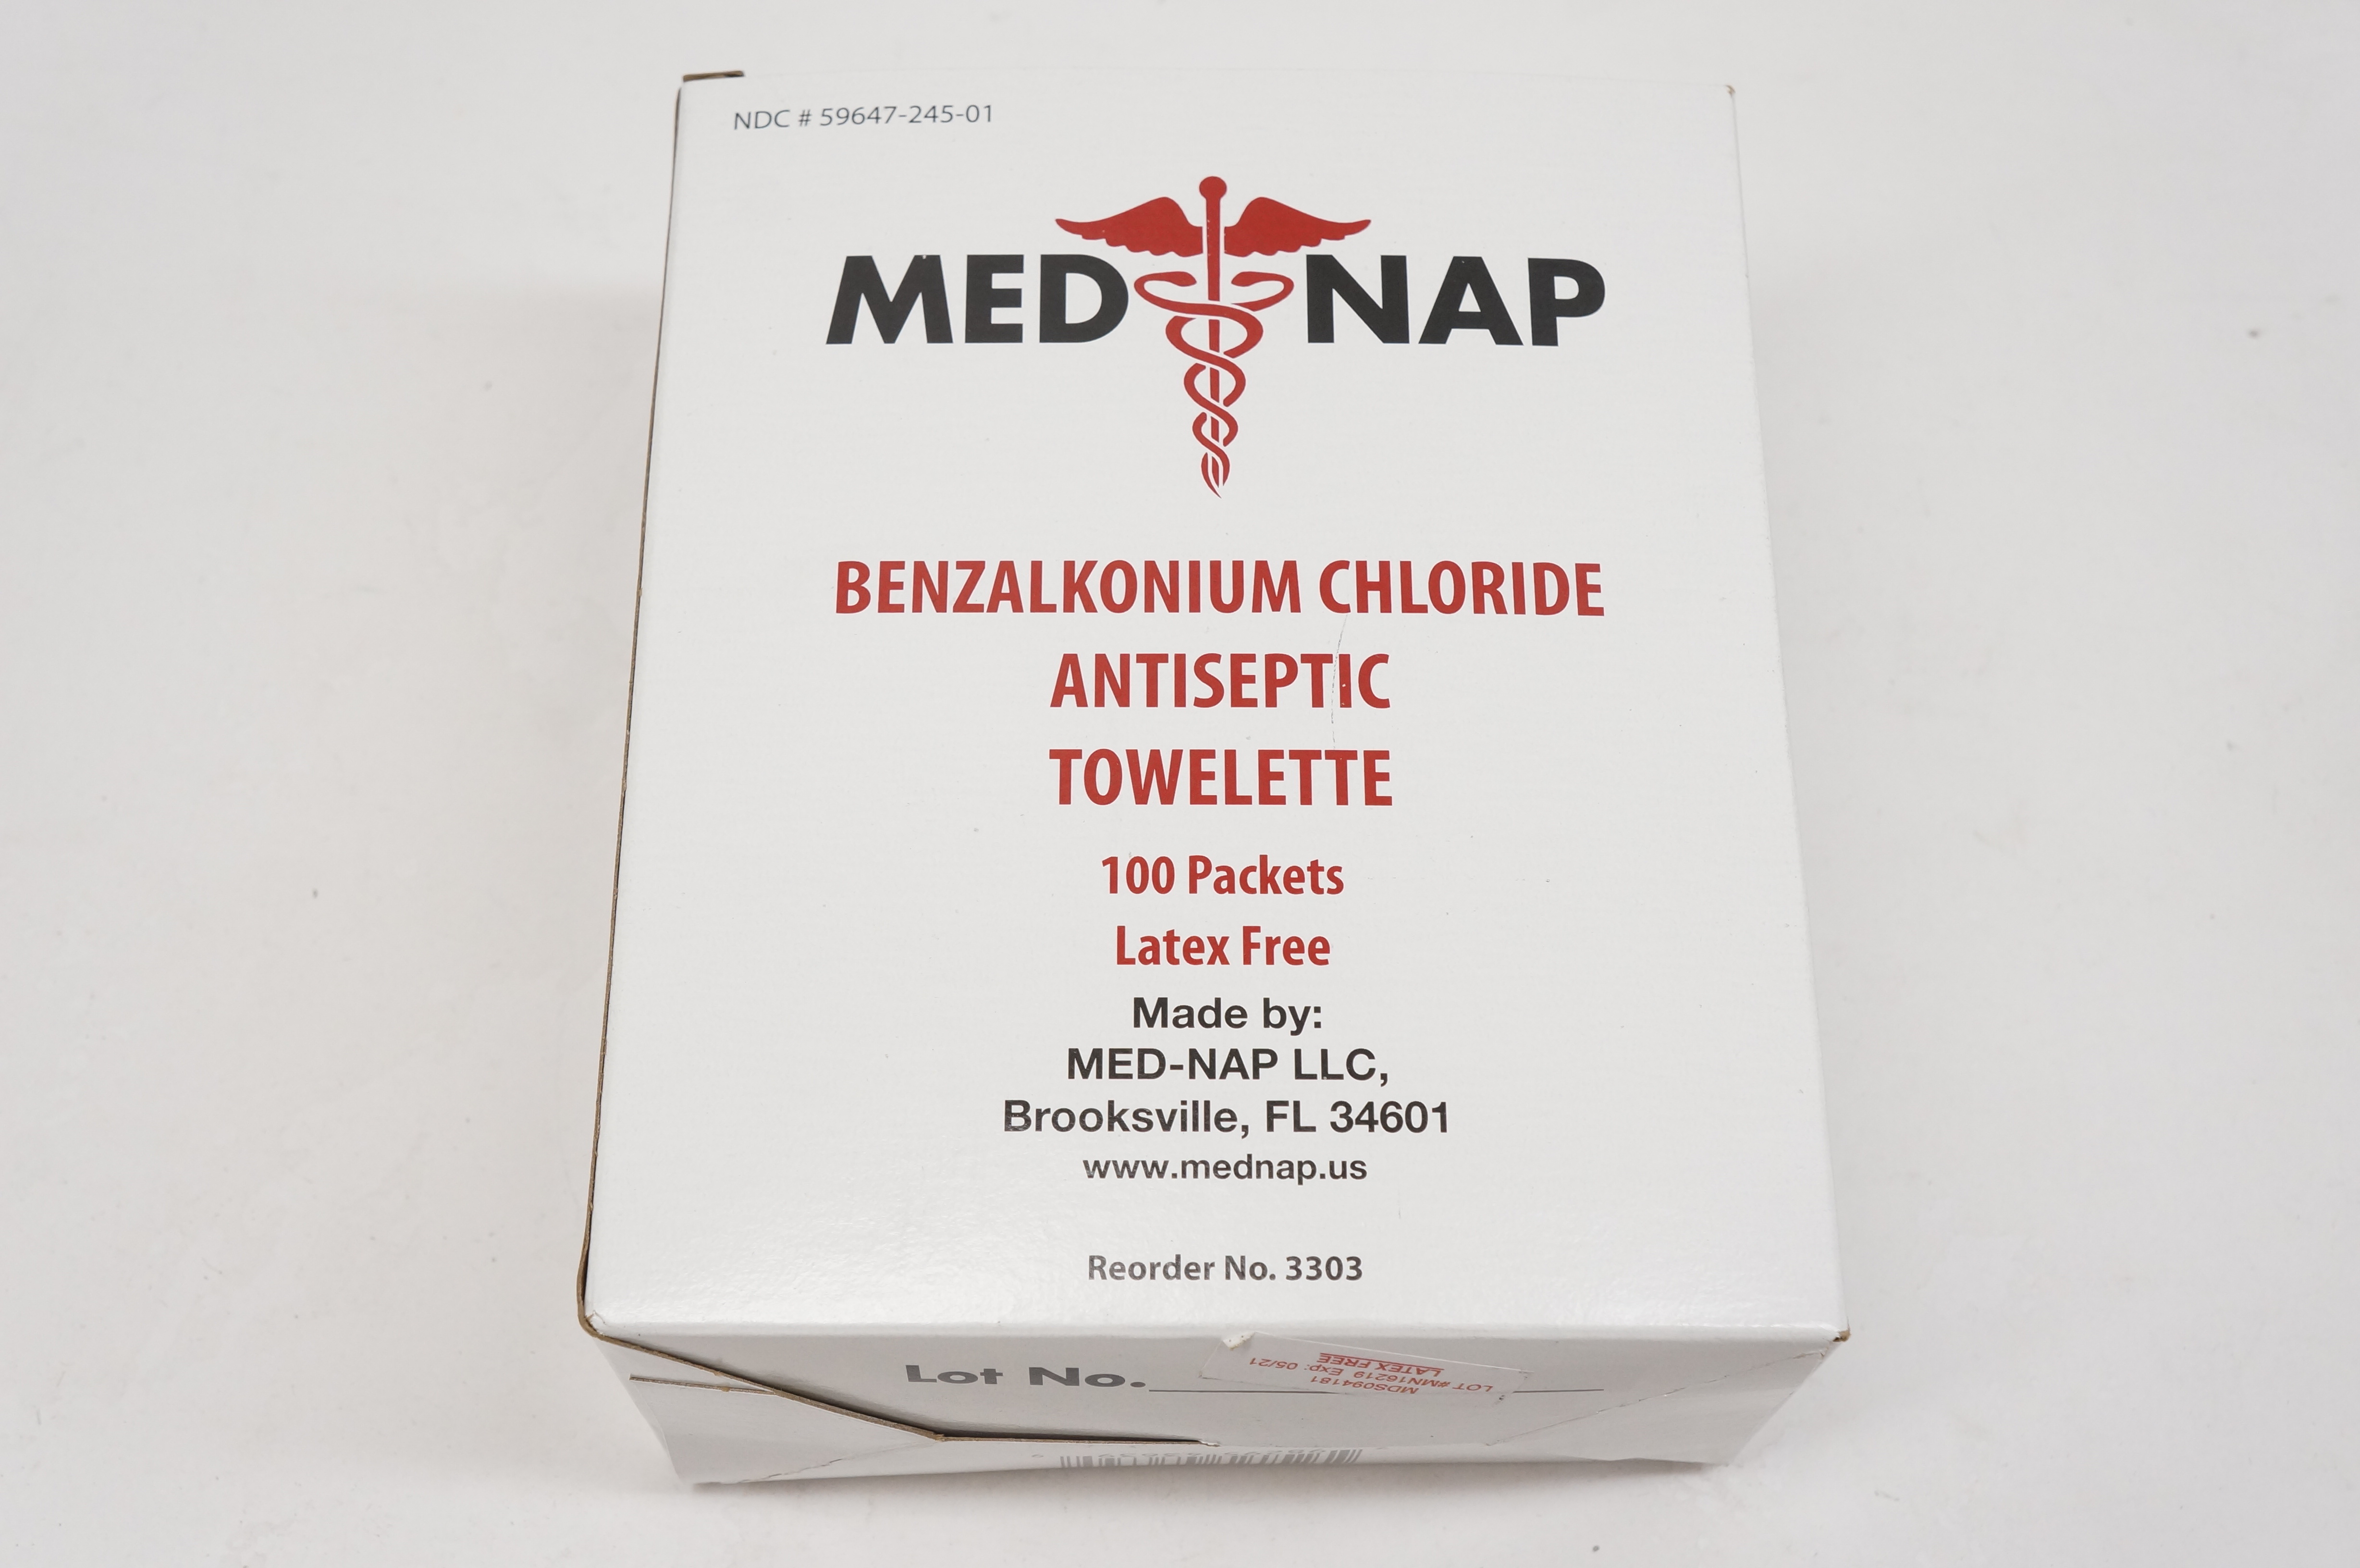 NDC # 59647-245-01
MED NAP
BENZALKONIUM CHLORIDE
ANTISEPTIC
TOWELETTE
100 Packets
Latex Free
Made by:
MED-NAP LLC,
Brooksville, FL 34601
www.mednap.us
Reorder No. 3303
Lot No.
MDS094181
LOT #MN16219 Exp: 05/21
LATEX FREE